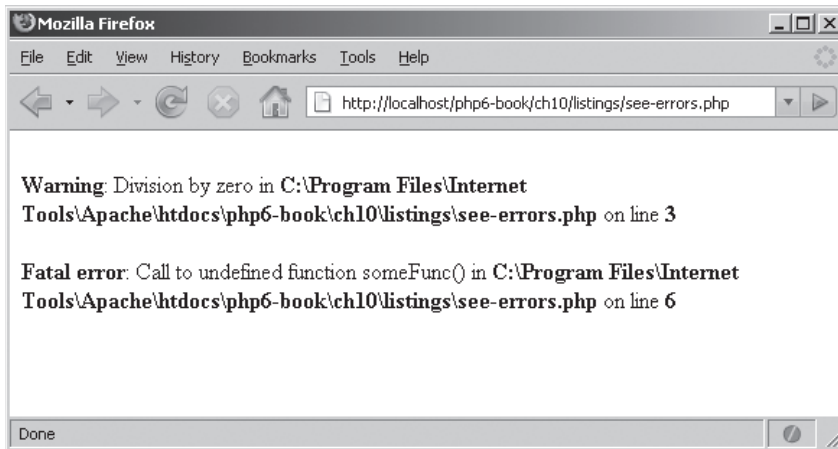 Mozilla Firefox
File Edit View History Bookmarks Tools Help
http://localhost/php6-book/ch10/listings/see-errors.php
Warning: Division by zero in C:\Program Files\Internet
Tools\Apache\htdocs\php6-book\ch10\listings\see-errors.php on line 3
Fatal error: Call to undefined function someFunc() in C:\Program Files\Internet
Tools\Apache\htdocs\php6-book\ch10\listings\see-errors.php on line 6
Done